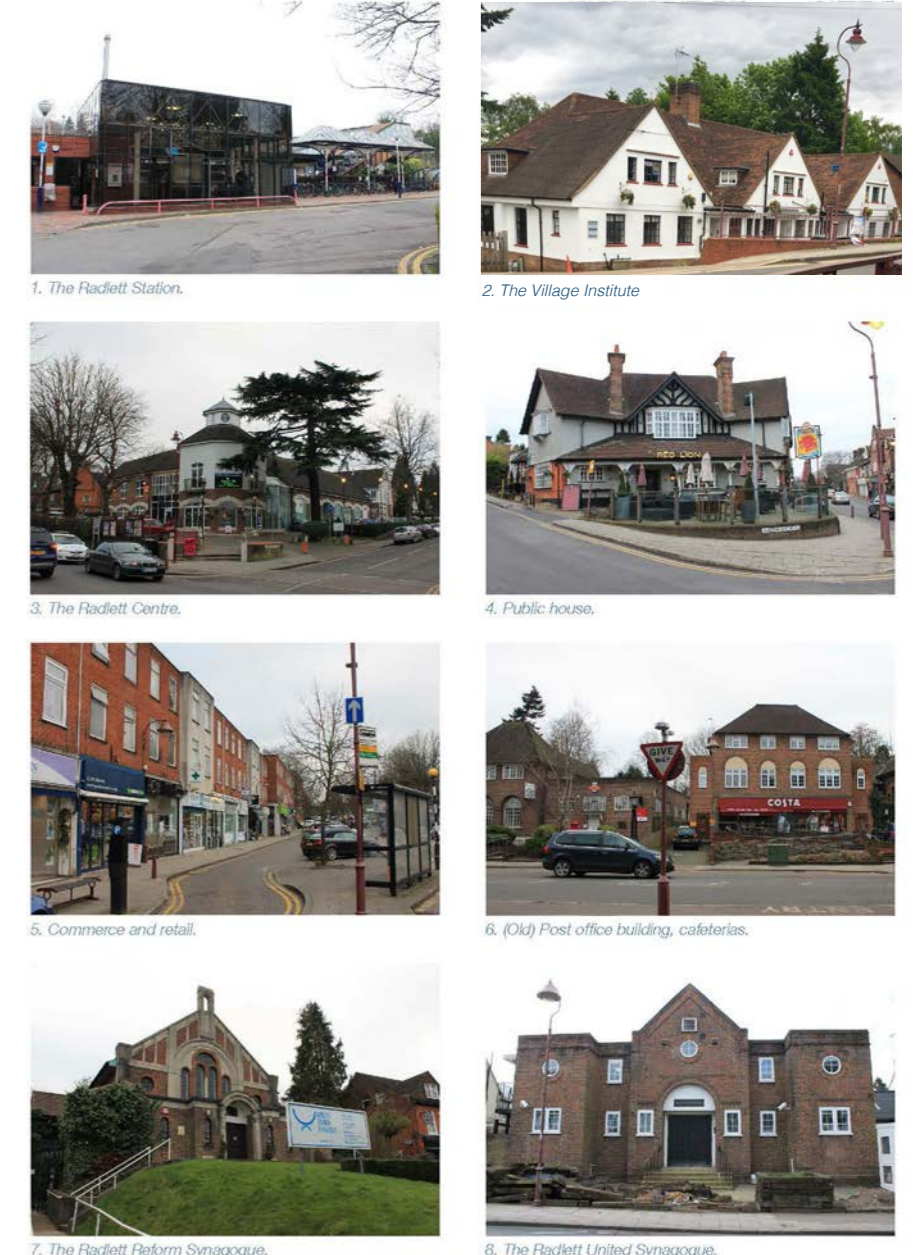 1. The Radlett Station.
2. The Village Institute
3. The Radlett Centre.
RED LION
4. Public house.
5. Commerce and retail.
GIVE
WAY
COSTA
6. (Old) Post office building, cafeterias.
7. The Radlett Reform Synagogue.
8. The Radlett United Synagogue.